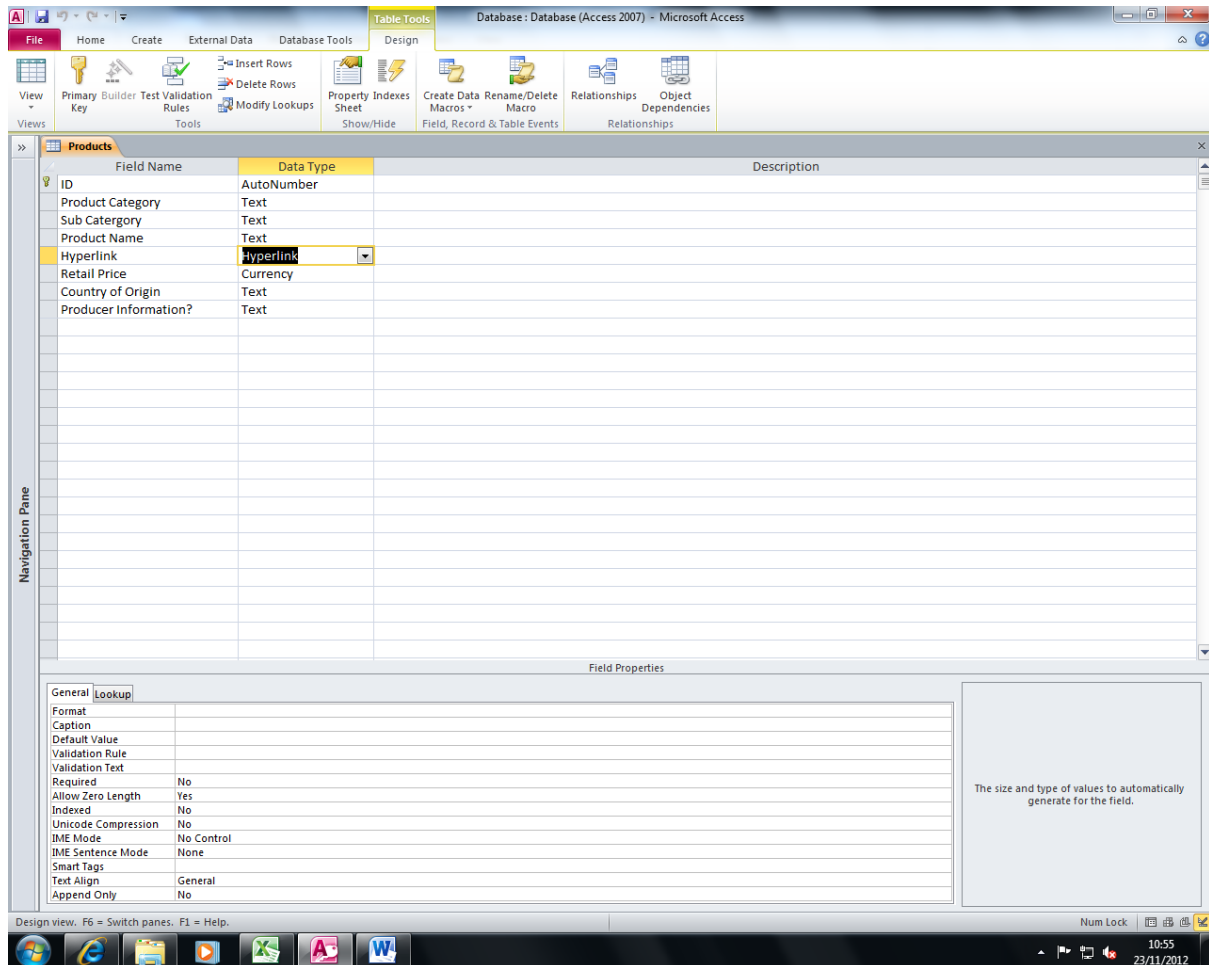 Table Tools
Database : Database (Access 2007) - Microsoft Access
File Home Create External Data Database Tools Design
View
Views
Primary Key
Builder
Test Validation Rules
Insert Rows
Delete Rows
Modify Lookups
Tools
Property Sheet
Indexes
Show/Hide
Create Data Macros
Rename/Delete Macro
Field, Record & Table Events
Relationships
Object Dependencies
Relationships
Products
Field Name Data Type Description
ID AutoNumber
Product Category Text
Sub Catergory Text
Product Name Text
Hyperlink Hyperlink
Retail Price Currency
Country of Origin Text
Producer Information? Text
Navigation Pane
Field Properties
General Lookup
Format
Caption
Default Value
Validation Rule
Validation Text
Required No
Allow Zero Length Yes
Indexed No
Unicode Compression No
IME Mode No Control
IME Sentence Mode None
Smart Tags
Text Align General
Append Only No
The size and type of values to automatically
generate for the field.
Design view. F6 = Switch panes. F1 = Help.
Num Lock
10:55
23/11/2012